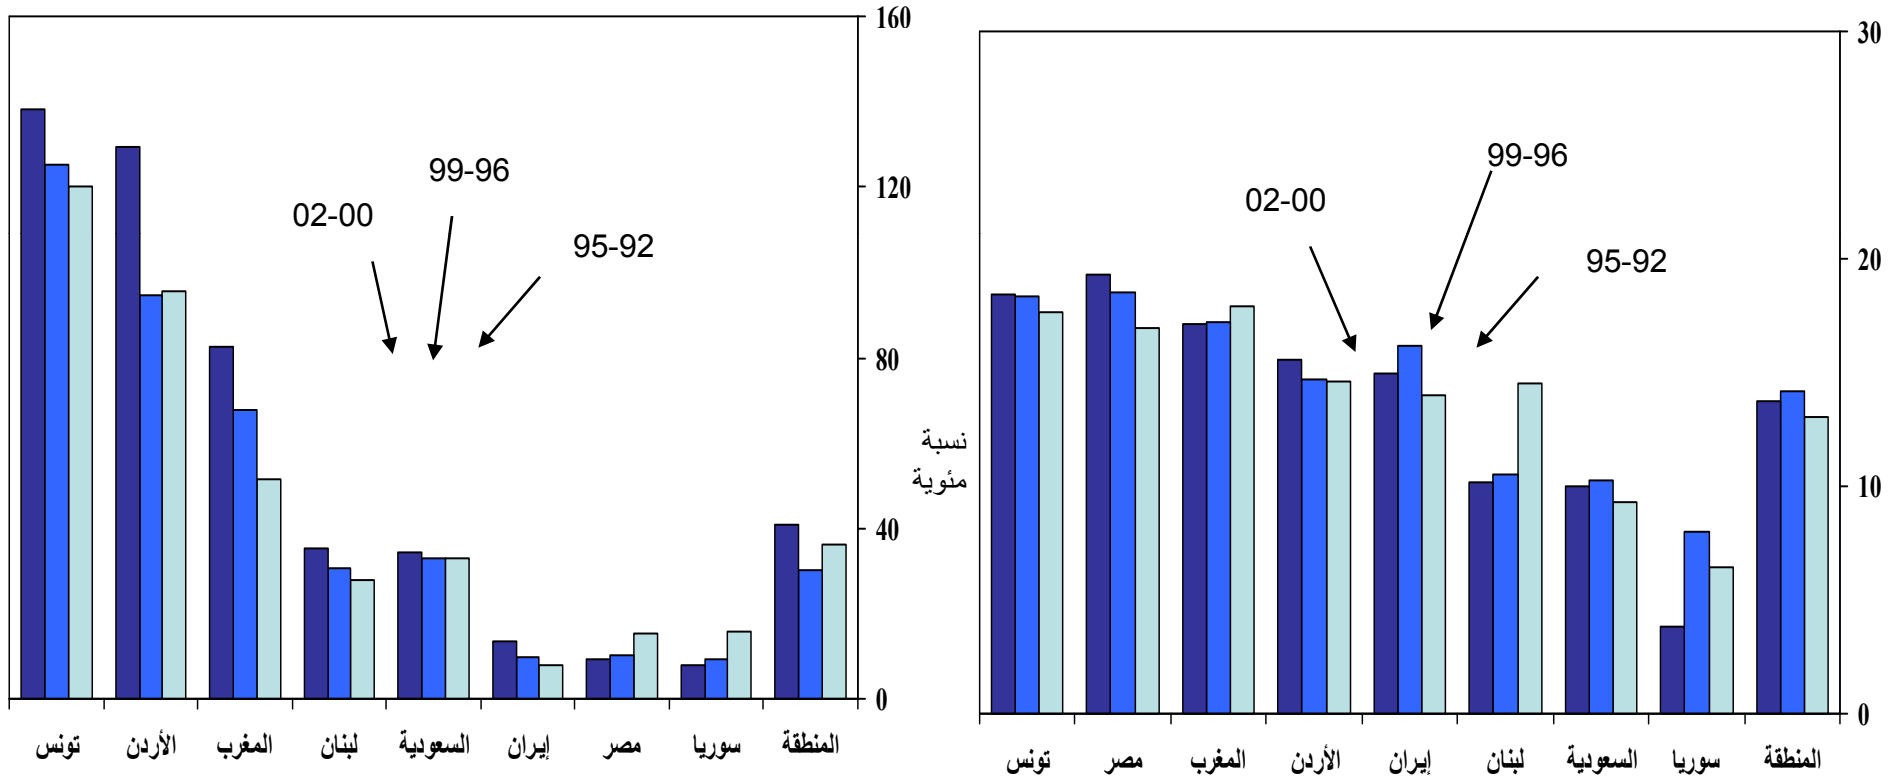 160
120
80
40
0
99-96
02-00
95-92
تونس
الأردن
المغرب
لبنان
السعودية
إيران
مصر
سوريا
المنطقة
نسبة
مئوية
30
20
10
0
99-96
02-00
95-92
تونس
مصر
المغرب
الأردن
إيران
لبنان
السعودية
سوريا
المنطقة